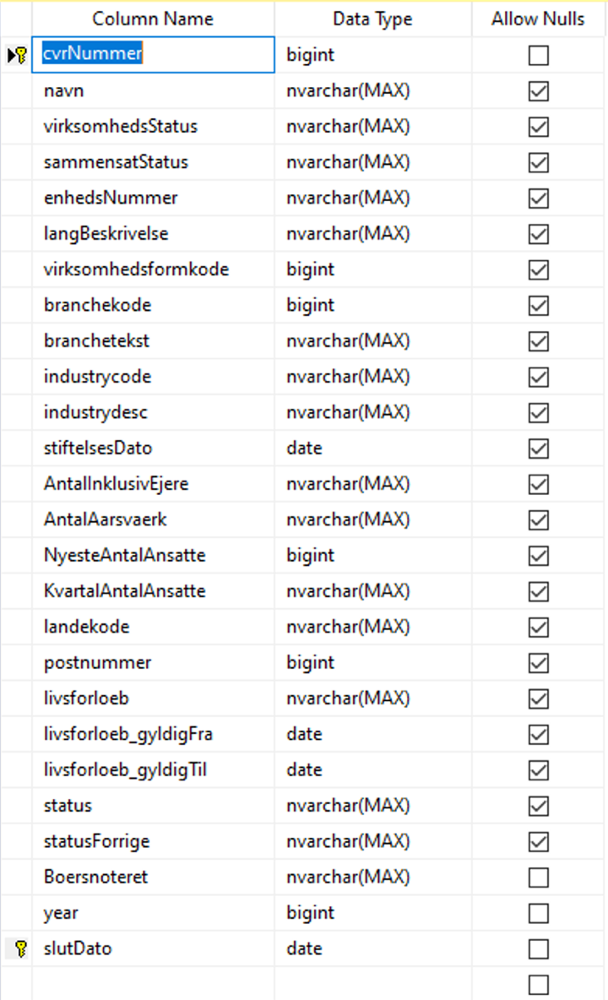 Column Name Data Type Allow Nulls
cvrNummer bigint
navn nvarchar(MAX)
virksomhedsStatus nvarchar(MAX)
sammensatStatus nvarchar(MAX)
enhedsNummer nvarchar(MAX)
langBeskrivelse nvarchar(MAX)
virksomhedsformkode bigint
branchekode bigint
branchetekst nvarchar(MAX)
industrycode nvarchar(MAX)
industrydesc nvarchar(MAX)
stiftelsesDato date
AntalInklusivEjere nvarchar(MAX)
AntalAarsvaerk nvarchar(MAX)
NyesteAntalAnsatte bigint
KvartalAntalAnsatte nvarchar(MAX)
landekode nvarchar(MAX)
postnummer bigint
livsforloeb nvarchar(MAX)
livsforloeb_gyldigFra date
livsforloeb_gyldigTil date
status nvarchar(MAX)
statusForrige nvarchar(MAX)
Boersnoteret nvarchar(MAX)
year bigint
slutDato date